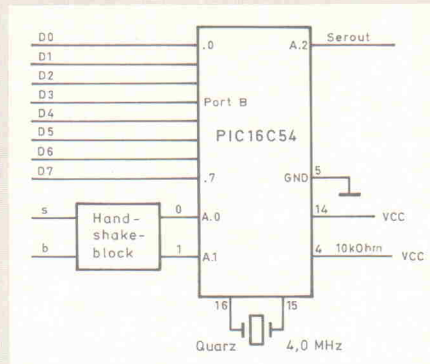 D0
D1
D2
D3
D4
D5
D6
D7
s
b
Hand-
shake-
block
0
1
.0
Port B
.7
A.0
A.1
PIC16C54
A.2
Serout
GND
5
14
VCC
4
10kOhm
VCC
16
15
Quarz
4,0 MHz